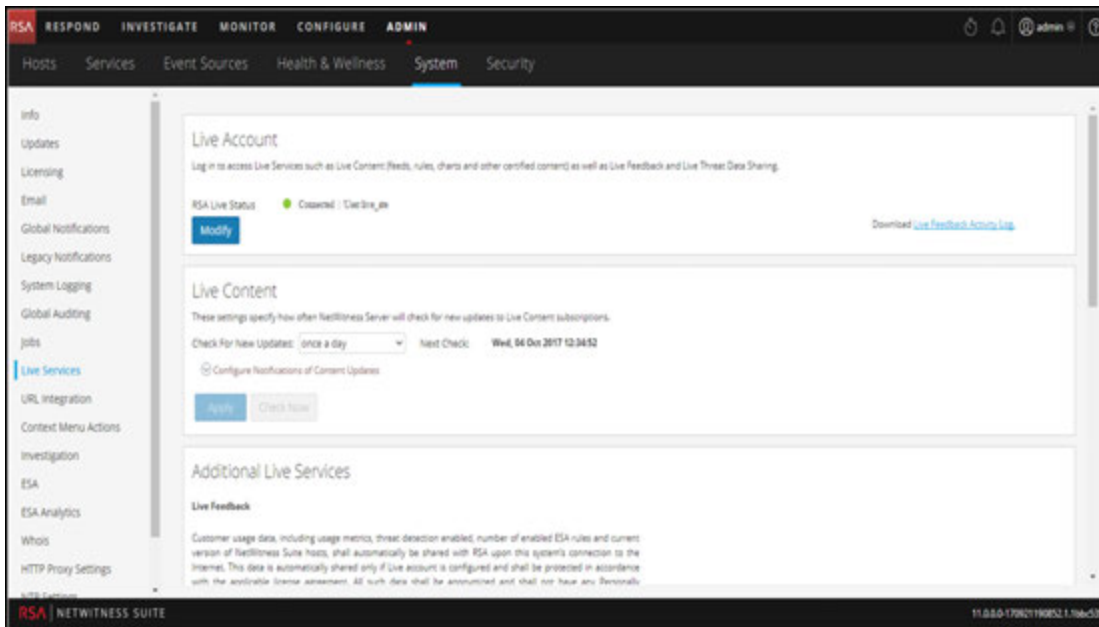 RSA RESPOND INVESTIGATE MONITOR CONFIGURE ADMIN admin
Hosts Services Event Sources Health & Wellness System Security
Info
Updates
Licensing
Email
Global Notifications
Legacy Notifications
System Logging
Global Auditing
Jobs
Live Services
URL Integration
Context Menu Actions
Investigation
ESA
ESA Analytics
Whois
HTTP Proxy Settings
NTP Settings
Live Account
Log in to access Live Services such as Live Content (feeds, rules, charts and other certified content) as well as Live Feedback and Live Threat Data Sharing.
RSA Live Status Connected :
Modify
Download Live Feedback Activity Log.
Live Content
These settings specify how often NetWitness Server will check for new updates to Live Content subscriptions.
Check For New Updates: once a day Next Check: Wed, 04 Oct 2017 12:34:52
Configure Notifications of Content Updates
Apply Check Now
Additional Live Services
Live Feedback
Customer usage data, including usage metrics, threat detection enabled, number of enabled ESA rules and current
version of NetWitness Suite hosts, shall automatically be shared with RSA upon this system's connection to the
Internet. This data is automatically shared only if Live account is configured and shall be protected in accordance
with the applicable license agreement. All such data shall be anonymized and shall not have any Personally
RSA NETWITNESS SUITE